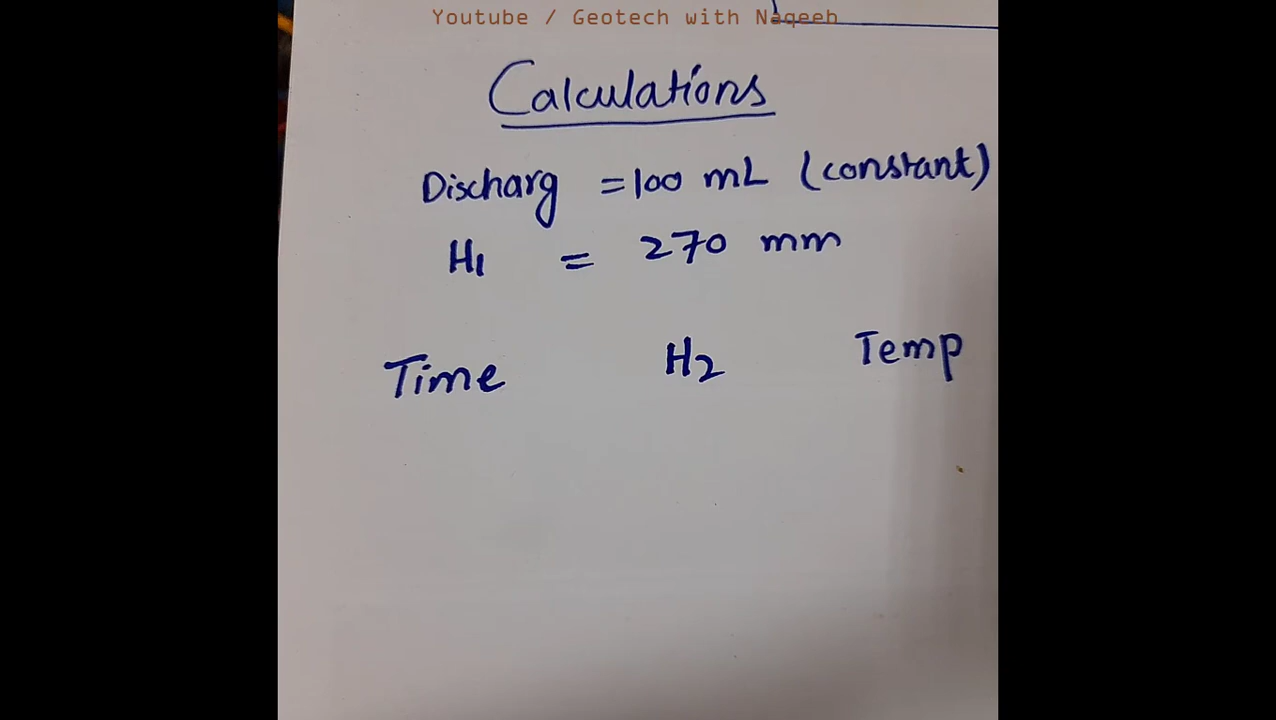 Youtube / Geotech with Naqeeb
Calculations
Discharg = 100 mL (constant)
H1 = 270 mm
Time H2 Temp